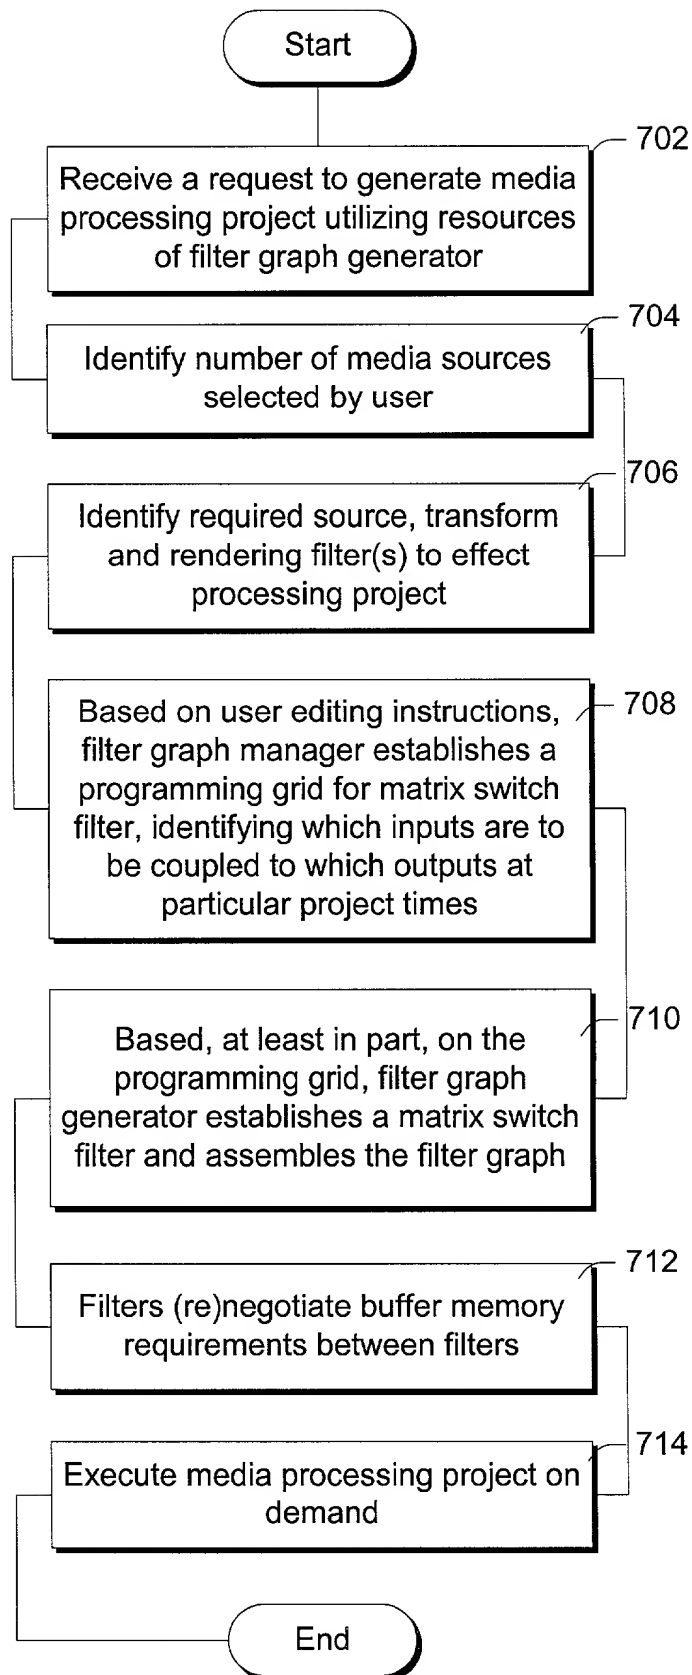 Start
702
Receive a request to generate media
processing project utilizing resources
of filter graph generator
704
Identify number of media sources
selected by user
706
Identify required source, transform
and rendering filter(s) to effect
processing project
708
Based on user editing instructions,
filter graph manager establishes a
programming grid for matrix switch
filter, identifying which inputs are to
be coupled to which outputs at
particular project times
710
Based, at least in part, on the
programming grid, filter graph
generator establishes a matrix switch
filter and assembles the filter graph
712
Filters (re)negotiate buffer memory
requirements between filters
714
Execute media processing project on
demand
End